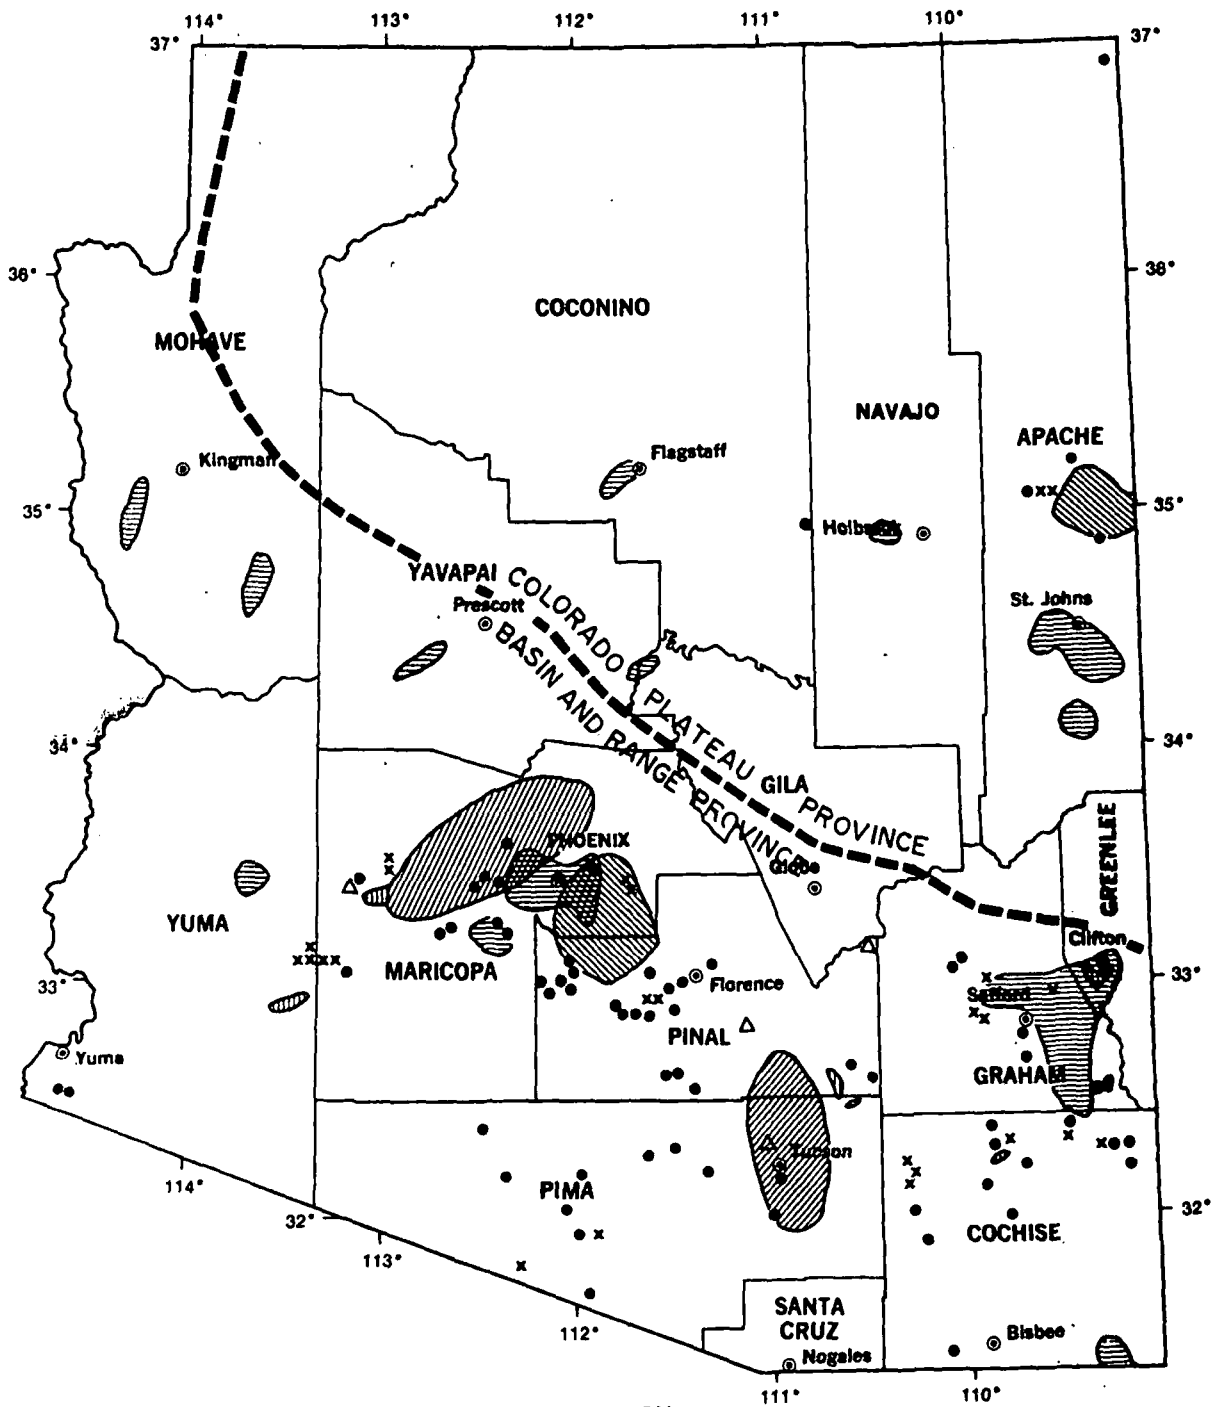 114° 113° 112° 111° 110°
37° 37°
36° 36°
COCONINO
MOHAVE
NAVAJO
APACHE
Kingman
Flagstaff
35° 35°
Holbrook
YAVAPAI
COLORADO PLATEAU PROVINCE
Prescott
St. Johns
BASIN AND RANGE PROVINCE
34° 34°
GILA
GREENLEE
PHOENIX
Globe
YUMA
Clifton
MARICOPA
33° 33°
Florence
Safford
PINAL
Yuma
GRAHAM
Tucson
114°
PIMA
32° 32°
COCHISE
113°
SANTA
CRUZ
112°
Bisbee
Nogales
111° 110°